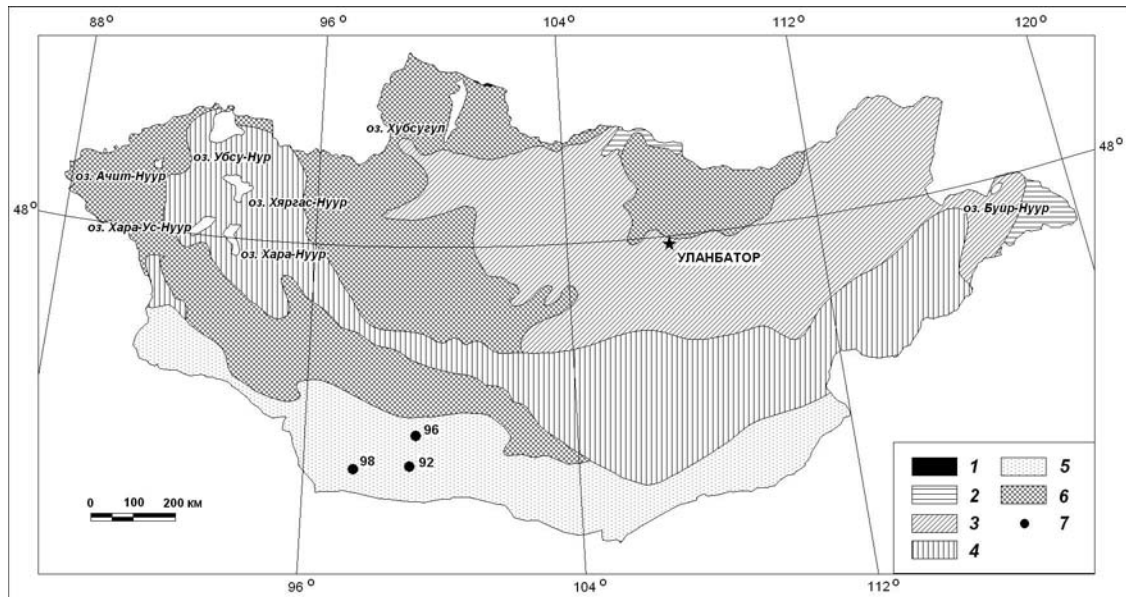 88°
96°
104°
112°
120°
оз. Хубсугул
оз. Убсу-Нур
48°
оз. Ачит-Нуур
оз. Хяргас-Нуур
оз. Буир-Нуур
48°
оз. Хара-Ус-Нуур
оз. Хара-Нуур
УЛАНБАТОР
96
98
92
0 100 200 км
1 5
2 6
3 7
4
96°
104°
112°